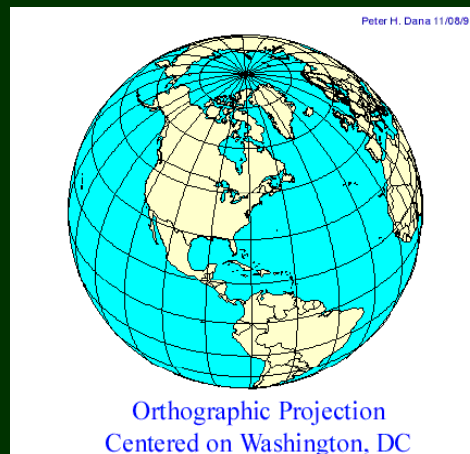 Peter H. Dana 11/08/9
Orthographic Projection
Centered on Washington, DC